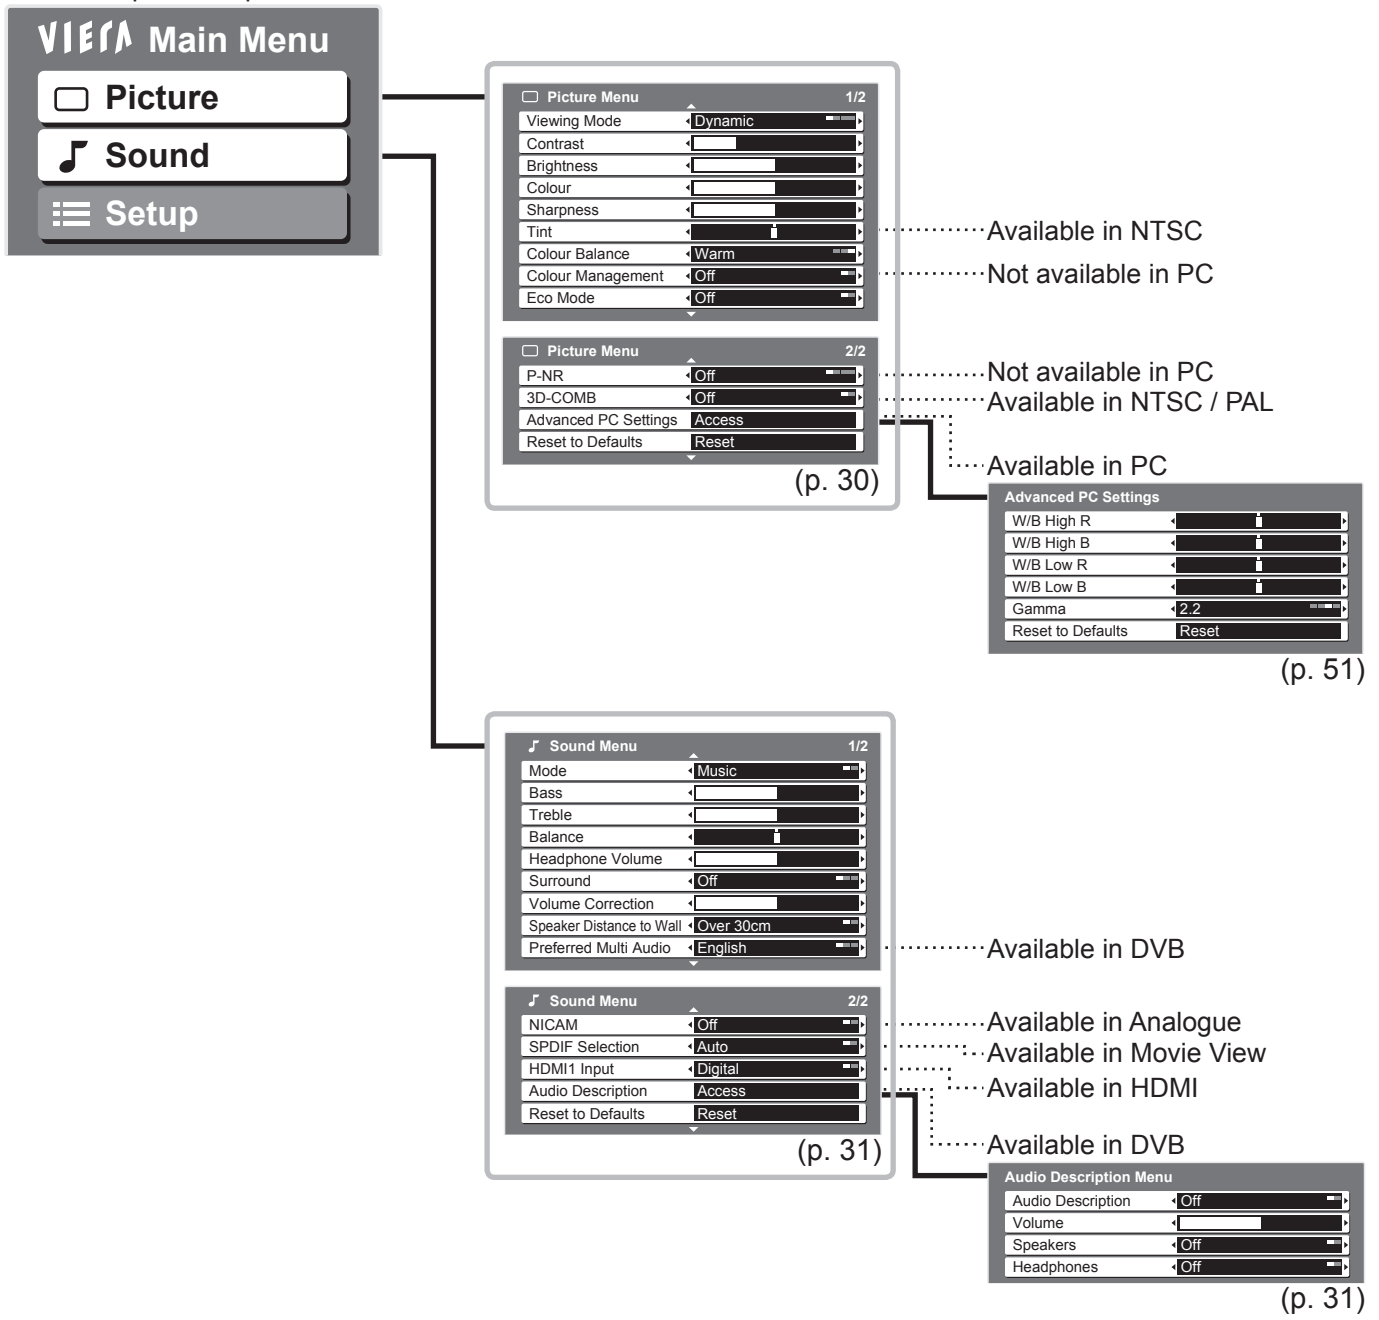 VIERA Main Menu
Picture
Sound
Setup
Picture Menu 1/2
Viewing Mode Dynamic
Contrast
Brightness
Colour
Sharpness
Tint
Colour Balance Warm
Colour Management Off
Eco Mode Off
Available in NTSC
Not available in PC
Picture Menu 2/2
P-NR Off
3D-COMB Off
Advanced PC Settings Access
Reset to Defaults Reset
(p. 30)
Not available in PC
Available in NTSC / PAL
Available in PC
Advanced PC Settings
W/B High R
W/B High B
W/B Low R
W/B Low B
Gamma 2.2
Reset to Defaults Reset
(p. 51)
Sound Menu 1/2
Mode Music
Bass
Treble
Balance
Headphone Volume
Surround Off
Volume Correction
Speaker Distance to Wall Over 30cm
Preferred Multi Audio English
Available in DVB
Sound Menu 2/2
NICAM Off
SPDIF Selection Auto
HDMI1 Input Digital
Audio Description Access
Reset to Defaults Reset
(p. 31)
Available in Analogue
Available in Movie View
Available in HDMI
Available in DVB
Audio Description Menu
Audio Description Off
Volume
Speakers Off
Headphones Off
(p. 31)